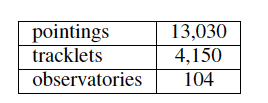 pointings 13,030
tracklets 4,150
observatories 104